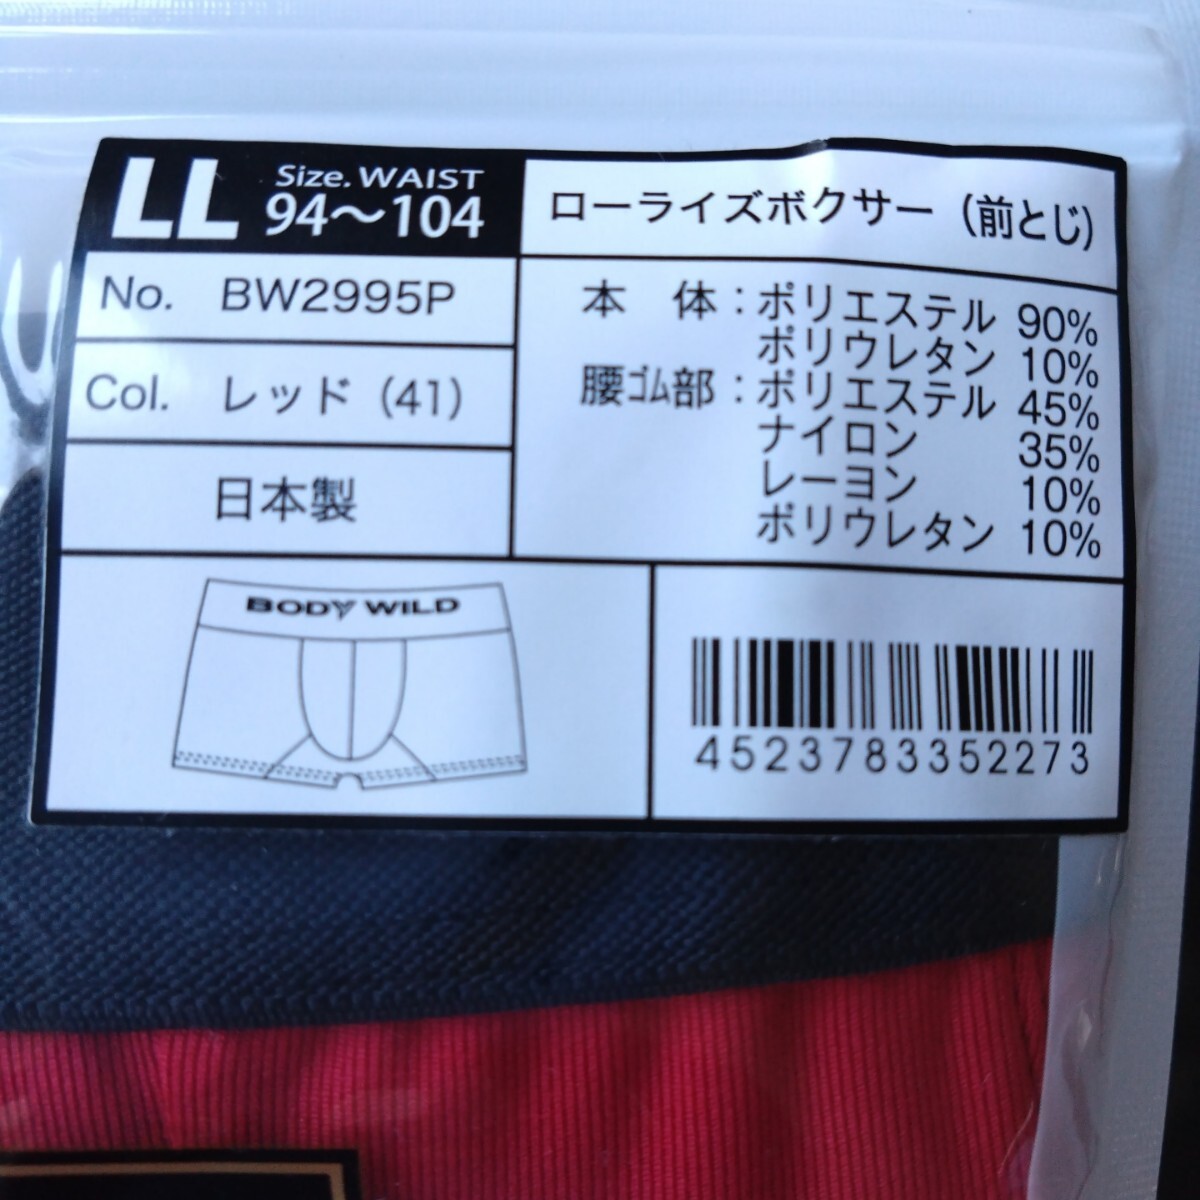 LL Size. WAIST
94〜104
ローライズボクサー（前とじ）
No. BW2995P
Col. レッド（41）
日本製
本 体：ポリエステル 90%
ポリウレタン 10%
腰ゴム部：ポリエステル 45%
ナイロン 35%
レーヨン 10%
ポリウレタン 10%
BODY WILD
4523783352273